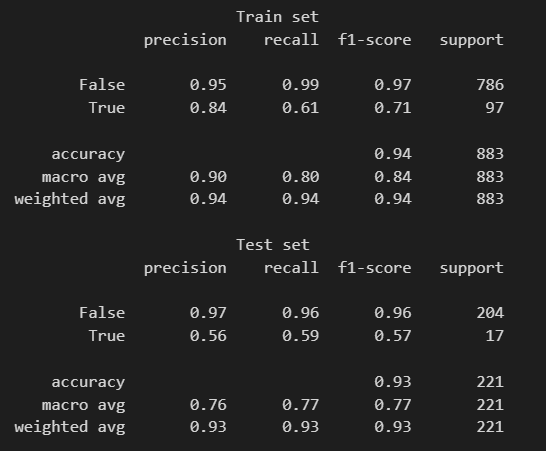 Train set
precision recall f1-score support
False 0.95 0.99 0.97 786
True 0.84 0.61 0.71 97
accuracy 0.94 883
macro avg 0.90 0.80 0.84 883
weighted avg 0.94 0.94 0.94 883
Test set
precision recall f1-score support
False 0.97 0.96 0.96 204
True 0.56 0.59 0.57 17
accuracy 0.93 221
macro avg 0.76 0.77 0.77 221
weighted avg 0.93 0.93 0.93 221